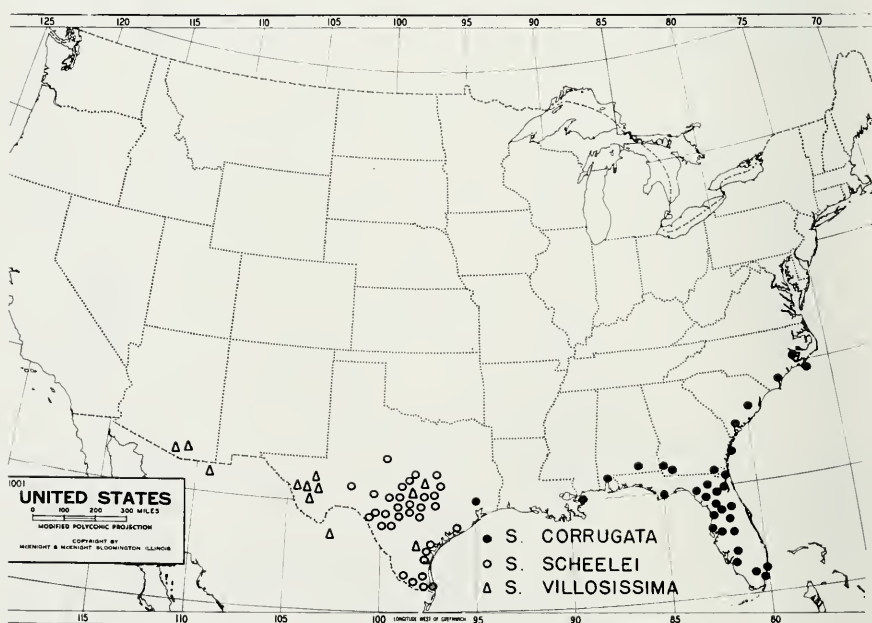 125 120 115 110 105 100 95 90 85 80 75 70
1001
UNITED STATES
0 100 200 300 MILES
MODIFIED POLYCONIC PROJECTION
COPYRIGHT BY
McKNIGHT & McKNIGHT BLOOMINGTON ILLINOIS
S. CORRUGATA
S. SCHEELEI
S. VILLOSISSIMA
115 105 100 95 LONGITUDE WEST OF GREENWICH 90 85 80